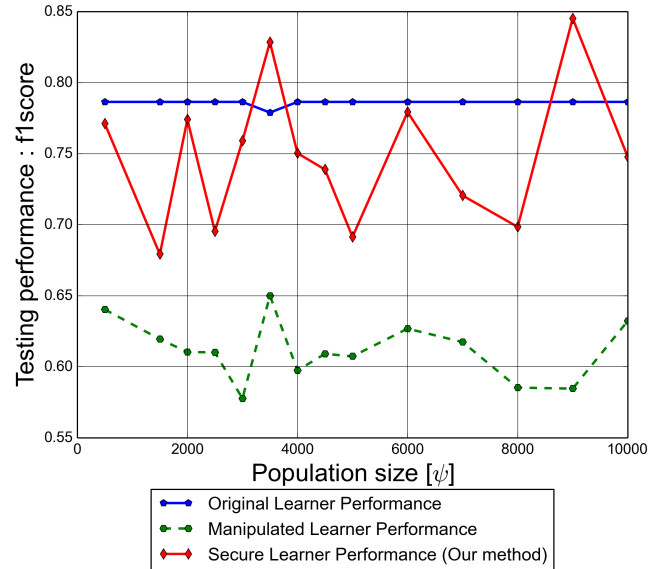 0.85
0.80
0.75
0.70
0.65
0.60
0.55
Testing performance : f1score
0 2000 4000 6000 8000 10000
Population size [ψ]
Original Learner Performance
Manipulated Learner Performance
Secure Learner Performance (Our method)